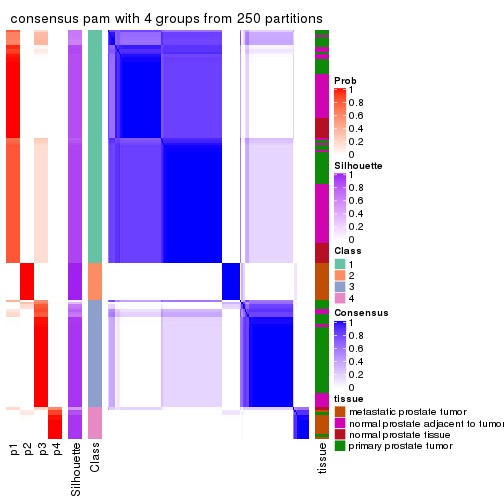 consensus pam with 4 groups from 250 partitions
Prob
1
0.8
0.6
0.4
0.2
0
Silhouette
1
0.8
0.6
0.4
0.2
0
Class
1
2
3
4
Consensus
1
0.8
0.6
0.4
0.2
0
tissue
metastatic prostate tumor
normal prostate adjacent to tumor
normal prostate tissue
primary prostate tumor
p1
p2
p3
p4
Silhouette
Class
tissue